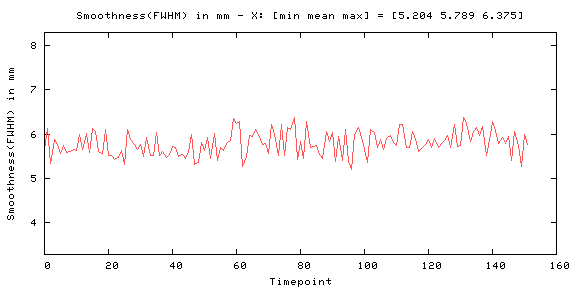 Smoothness(FWHM) in mm - X: [min mean max] = [5.204 5.789 6.375]
8
7
6
5
4
Smoothness(FWHM) in mm
0 20 40 60 80 100 120 140 160
Timepoint